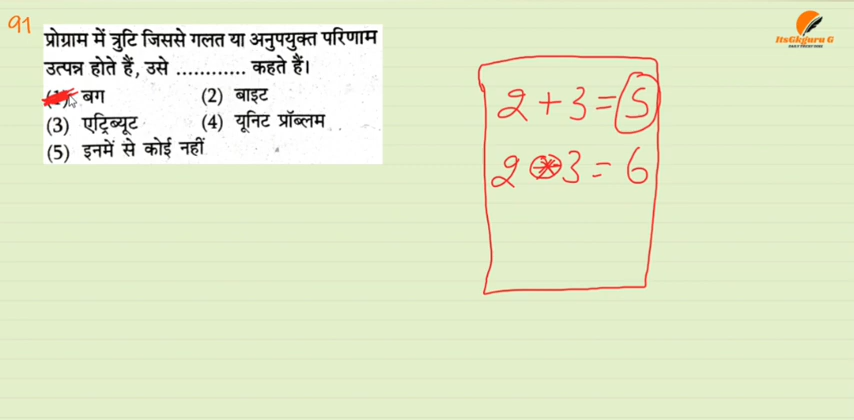 91
ItsGkguru G
प्रोग्राम में त्रुटि जिससे गलत या अनुपयुक्त परिणाम
उत्पन्न होते हैं, उसे ............ कहते हैं।
(1) बग (2) बाइट
(3) एट्रिब्यूट (4) यूनिट प्रॉब्लम
(5) इनमें से कोई नहीं
2 + 3 = 5
2 * 3 = 6